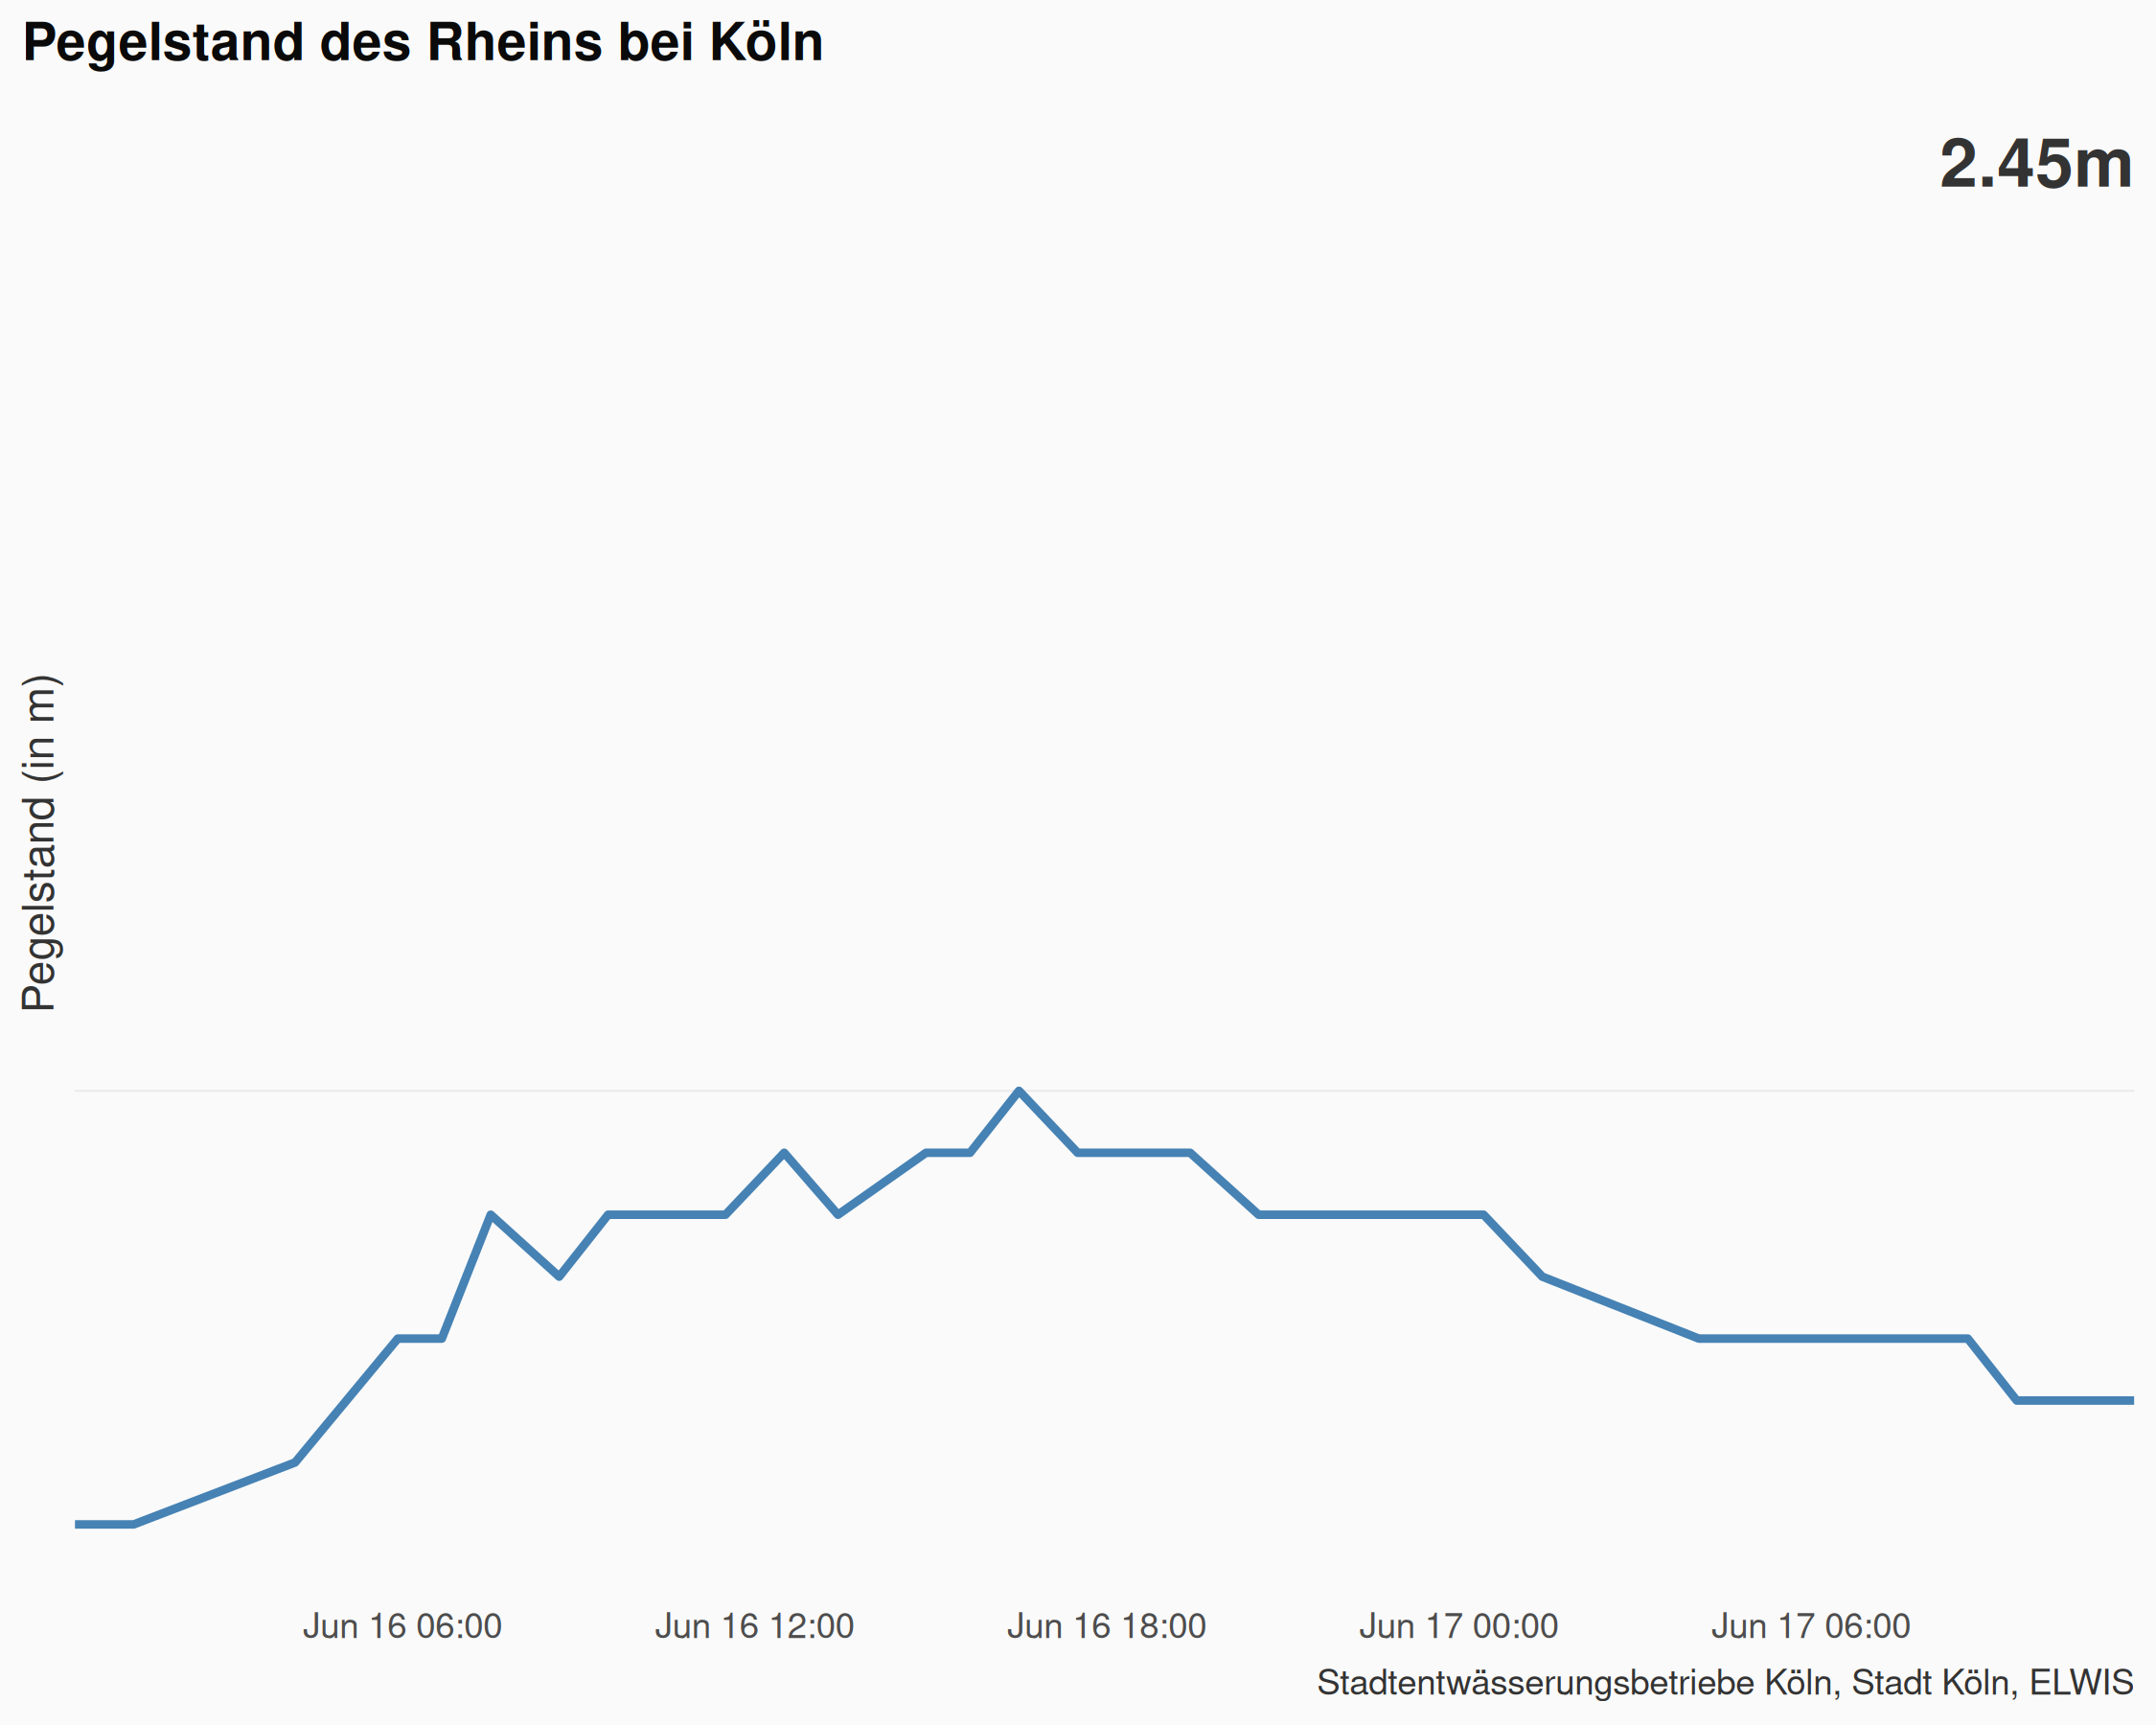 Pegelstand des Rheins bei Köln
2.45m
Pegelstand (in m)
Jun 16 06:00
Jun 16 12:00
Jun 16 18:00
Jun 17 00:00
Jun 17 06:00
Stadtentwässerungsbetriebe Köln, Stadt Köln, ELWIS